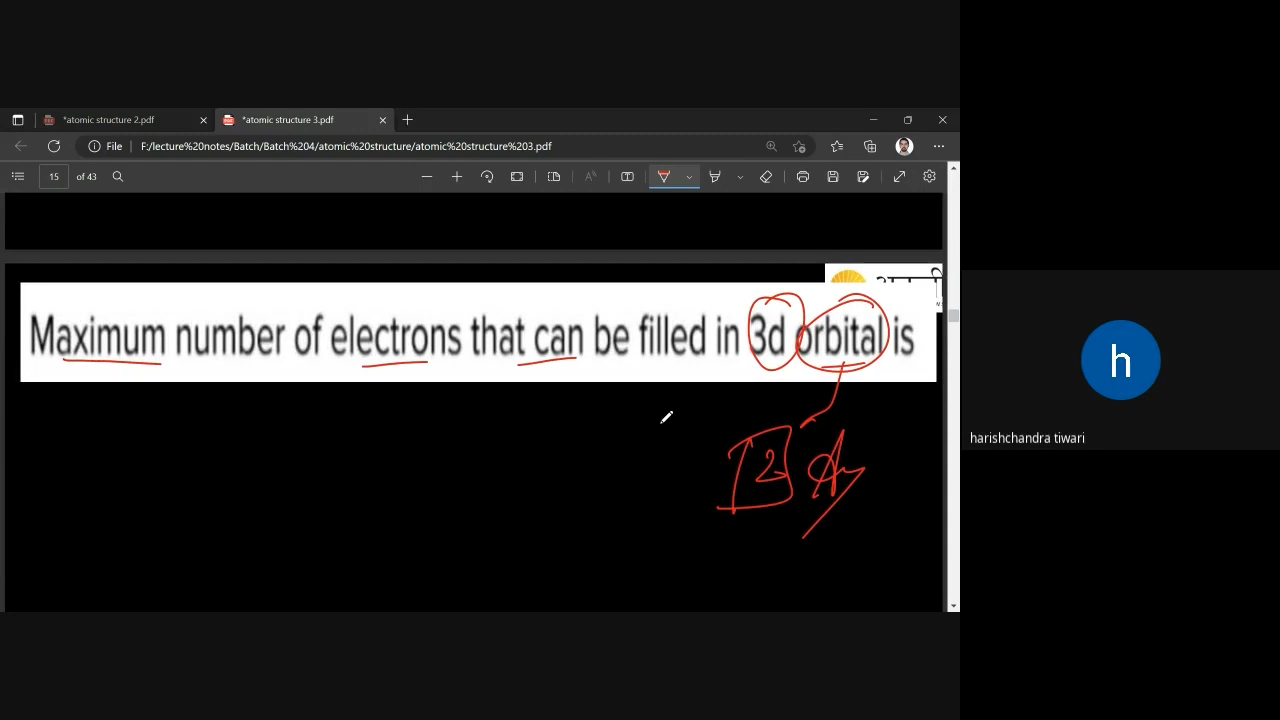 *atomic structure 2.pdf
*atomic structure 3.pdf
File
F:/lecture%20notes/Batch/Batch%204/atomic%20structure/atomic%20structure%203.pdf
15 of 43
Maximum number of electrons that can be filled in 3d orbital is
2
h
harishchandra tiwari